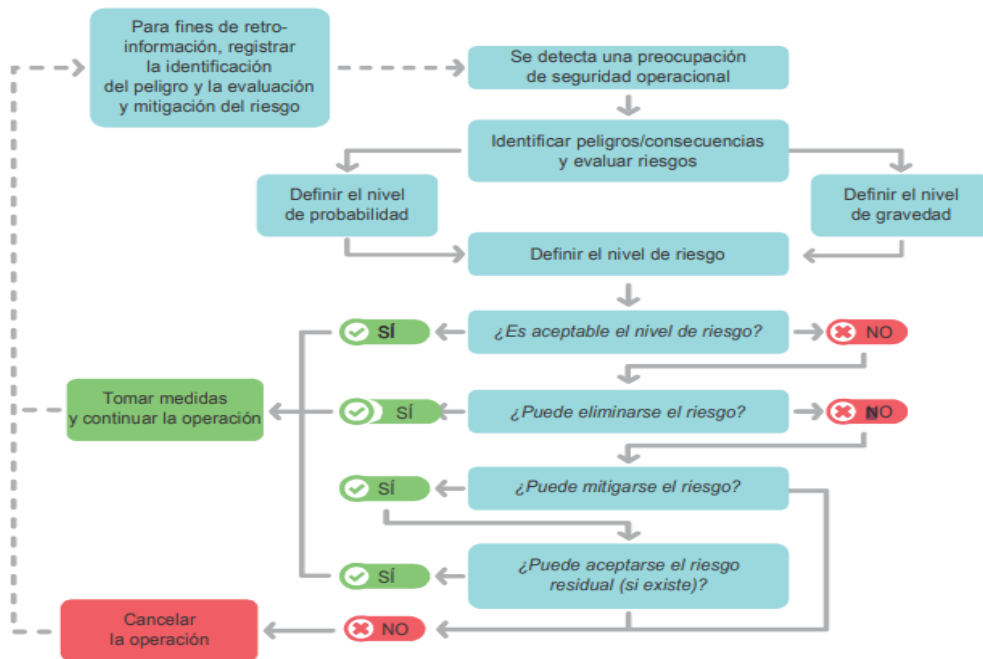 Para fines de retro-
información, registrar
la identificación
del peligro y la evaluación
y mitigación del riesgo
Se detecta una preocupación
de seguridad operacional
Identificar peligros/consecuencias
y evaluar riesgos
Definir el nivel
de probabilidad
Definir el nivel
de gravedad
Definir el nivel de riesgo
SÍ
¿Es aceptable el nivel de riesgo?
NO
Tomar medidas
y continuar la operación
SÍ
¿Puede eliminarse el riesgo?
NO
SÍ
¿Puede mitigarse el riesgo?
SÍ
¿Puede aceptarse el riesgo
residual (si existe)?
Cancelar
la operación
NO